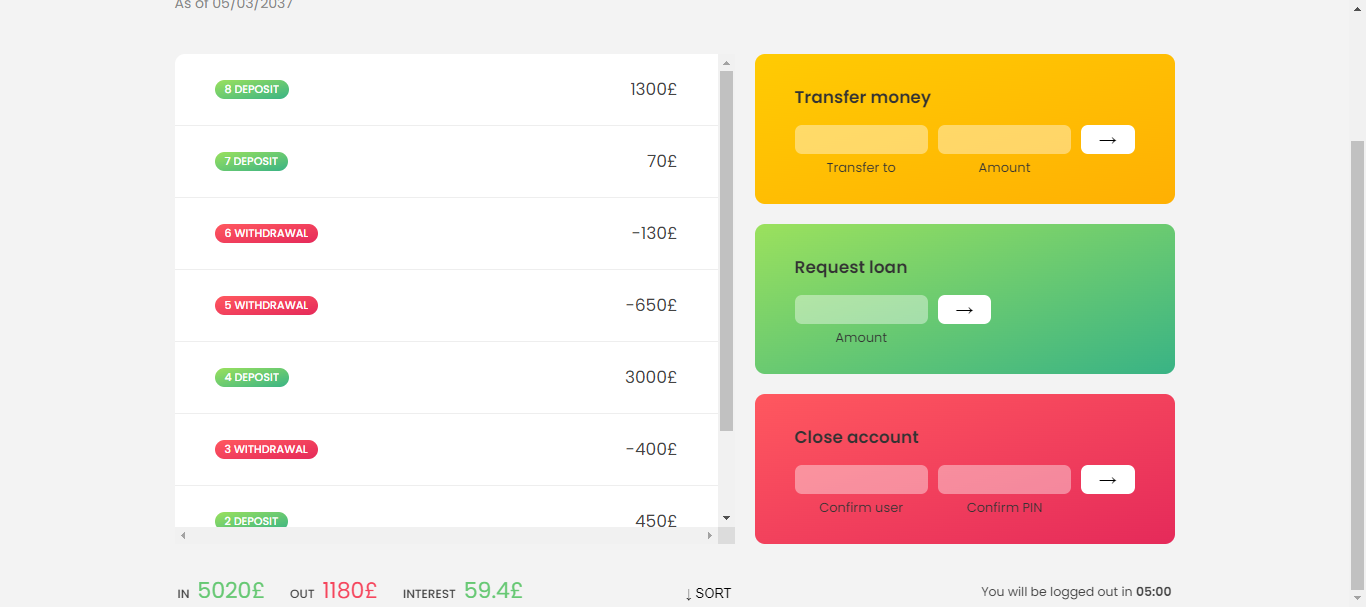 As of 05/03/2037
8 DEPOSIT 1300£
7 DEPOSIT 70£
6 WITHDRAWAL -130£
5 WITHDRAWAL -650£
4 DEPOSIT 3000£
3 WITHDRAWAL -400£
2 DEPOSIT 450£
Transfer money
→
Transfer to Amount
Request loan
→
Amount
Close account
→
Confirm user Confirm PIN
IN 5020£ OUT 1180£ INTEREST 59.4£ ↓ SORT
You will be logged out in 05:00